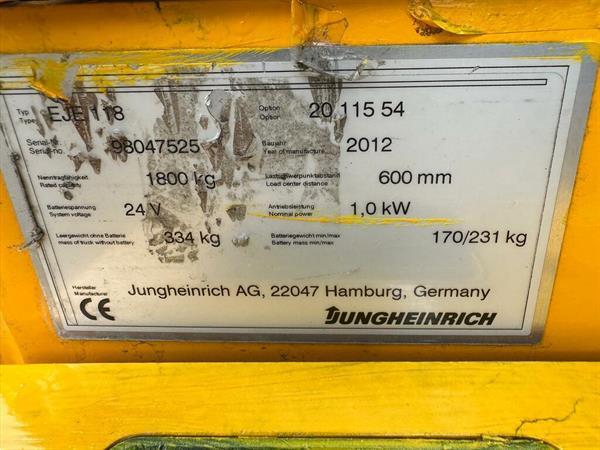 Typ Type EJE 118 Option Option 20 115 54
Serial-Nr. Serial-no. 98047525 Baujahr Year of manufacture 2012
Nenntragfähigkeit Rated capacity 1800 kg Lastschwerpunktabstand Load center distance 600 mm
Batteriespannung System voltage 24 V Antriebsleistung Nominal power 1,0 kW
Leergewicht ohne Batterie mass of truck without battery 334 kg Batteriegewicht min/max Battery mass min/max 170/231 kg
Hersteller Manufacturer Jungheinrich AG, 22047 Hamburg, Germany
CE JUNGHEINRICH